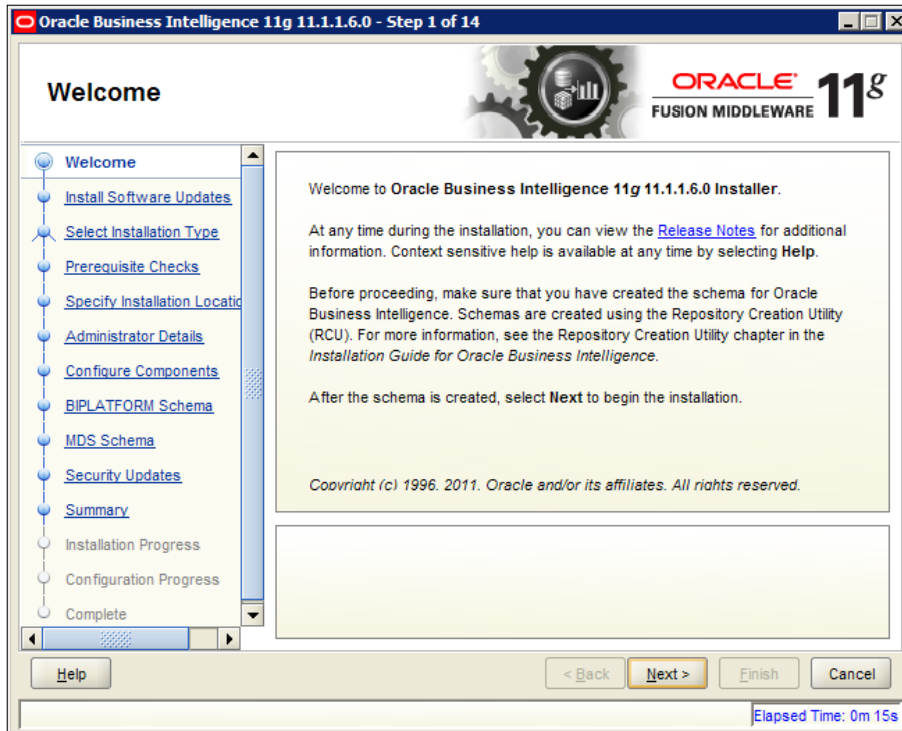 Oracle Business Intelligence 11g 11.1.1.6.0 - Step 1 of 14
Welcome
ORACLE
FUSION MIDDLEWARE 11g
Welcome
Install Software Updates
Select Installation Type
Prerequisite Checks
Specify Installation Locatio
Administrator Details
Configure Components
BIPLATFORM Schema
MDS Schema
Security Updates
Summary
Installation Progress
Configuration Progress
Complete
Welcome to Oracle Business Intelligence 11g 11.1.1.6.0 Installer.
At any time during the installation, you can view the Release Notes for additional
information. Context sensitive help is available at any time by selecting Help.
Before proceeding, make sure that you have created the schema for Oracle
Business Intelligence. Schemas are created using the Repository Creation Utility
(RCU). For more information, see the Repository Creation Utility chapter in the
Installation Guide for Oracle Business Intelligence.
After the schema is created, select Next to begin the installation.
Copyright (c) 1996, 2011, Oracle and/or its affiliates. All rights reserved.
Help
< Back
Next >
Finish
Cancel
Elapsed Time: 0m 15s